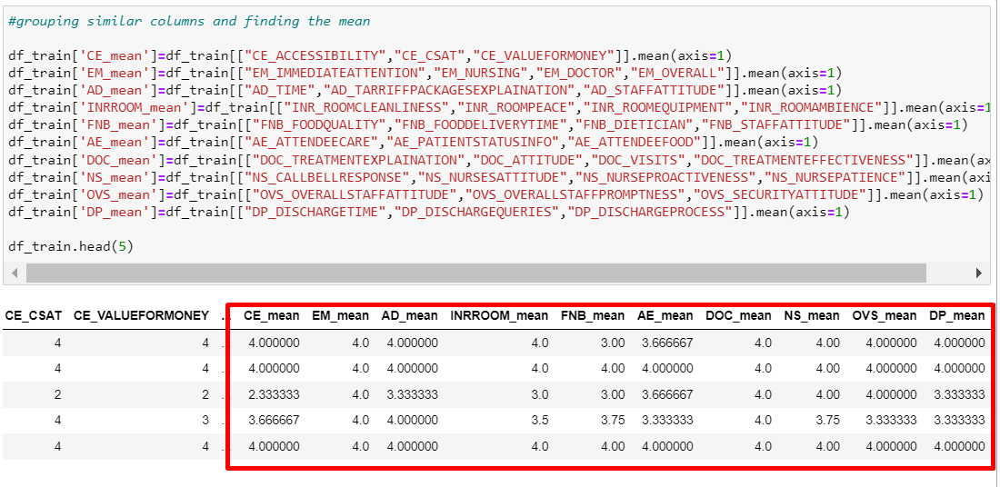 #grouping similar columns and finding the mean
df_train['CE_mean']=df_train[["CE_ACCESSIBILITY","CE_CSAT","CE_VALUEFORMONEY"]].mean(axis=1)
df_train['EM_mean']=df_train[["EM_IMMEDIATEATTENTION","EM_NURSING","EM_DOCTOR","EM_OVERALL"]].mean(axis=1)
df_train['AD_mean']=df_train[["AD_TIME","AD_TARRIFFPACKAGESEXPLAINATION","AD_STAFFATTITUDE"]].mean(axis=1)
df_train['INRROOM_mean']=df_train[["INR_ROOMCLEANLINESS","INR_ROOMPEACE","INR_ROOMEQUIPMENT","INR_ROOMAMBIENCE"]].mean(axis=1
df_train['FNB_mean']=df_train[["FNB_FOODQUALITY","FNB_FOODDELIVERYTIME","FNB_DIETICIAN","FNB_STAFFATTITUDE"]].mean(axis=1)
df_train['AE_mean']=df_train[["AE_ATTENDEECARE","AE_PATIENTSTATUSINFO","AE_ATTENDEEFOOD"]].mean(axis=1)
df_train['DOC_mean']=df_train[["DOC_TREATMENTEXPLAINATION","DOC_ATTITUDE","DOC_VISITS","DOC_TREATMENTEFFECTIVENESS"]].mean(ax
df_train['NS_mean']=df_train[["NS_CALLBELLRESPONSE","NS_NURSESATTITUDE","NS_NURSEPROACTIVENESS","NS_NURSEPATIENCE"]].mean(axi
df_train['OVS_mean']=df_train[["OVS_OVERALLSTAFFATTITUDE","OVS_OVERALLSTAFFPROMPTNESS","OVS_SECURITYATTITUDE"]].mean(axis=1)
df_train['DP_mean']=df_train[["DP_DISCHARGETIME","DP_DISCHARGEQUERIES","DP_DISCHARGEPROCESS"]].mean(axis=1)
df_train.head(5)
CE_CSAT CE_VALUEFORMONEY .. CE_mean EM_mean AD_mean INRROOM_mean FNB_mean AE_mean DOC_mean NS_mean OVS_mean DP_mean
4 4 .. 4.000000 4.0 4.000000 4.0 3.00 3.666667 4.0 4.00 4.000000 4.000000
4 4 .. 4.000000 4.0 4.000000 4.0 4.00 4.000000 4.0 4.00 4.000000 4.000000
2 2 .. 2.333333 4.0 3.333333 3.0 3.00 3.666667 4.0 4.00 4.000000 3.333333
4 3 .. 3.666667 4.0 4.000000 3.5 3.75 3.333333 4.0 3.75 3.333333 3.333333
4 4 .. 4.000000 4.0 4.000000 4.0 4.00 4.000000 4.0 4.00 4.000000 4.000000